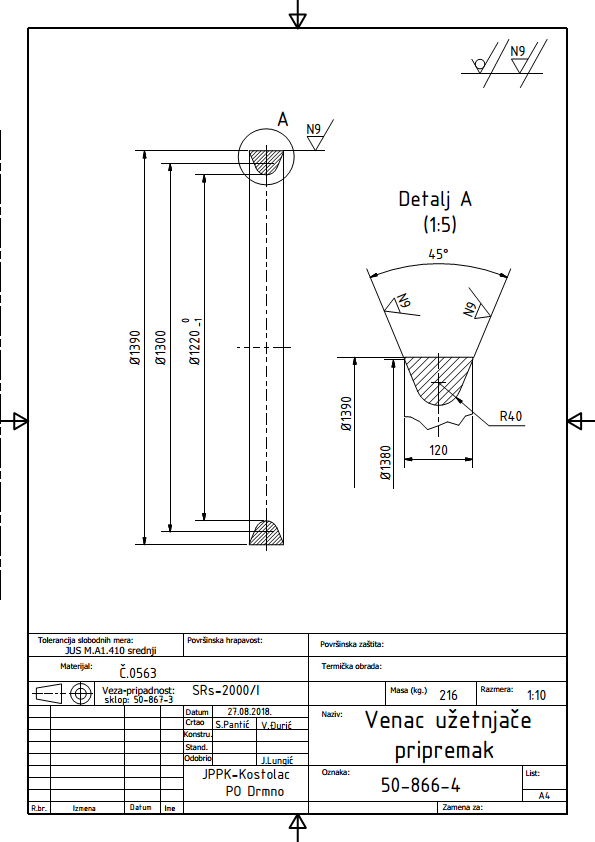 N9
A
N9
Detalj A
(1:5)
45°
N9
N9
Ø1390
Ø1300
Ø1220 0 -1
Ø1390
Ø1380
R40
120
Tolerancija slobodnih mera:
JUS M.A1.410 srednji
Površinska hrapavost:
Površinska zaštita:
Materijal:
Č.0563
Termička obrada:
Veza-pripadnost:
sklop: 50-867-3
SRs-2000/I
Masa (kg.)
216
Razmera:
1:10
Datum
27.08.2018.
Crtao
S.Pantić
V.Đurić
Konstru.
Stand.
Odobrio
J.Lungić
Naziv:
Venac užetnjače
pripremak
JPPK-Kostolac
PO Drmno
Oznaka:
50-866-4
List:
A4
R.br.
Izmena
Datum
Ime
Zamena za: